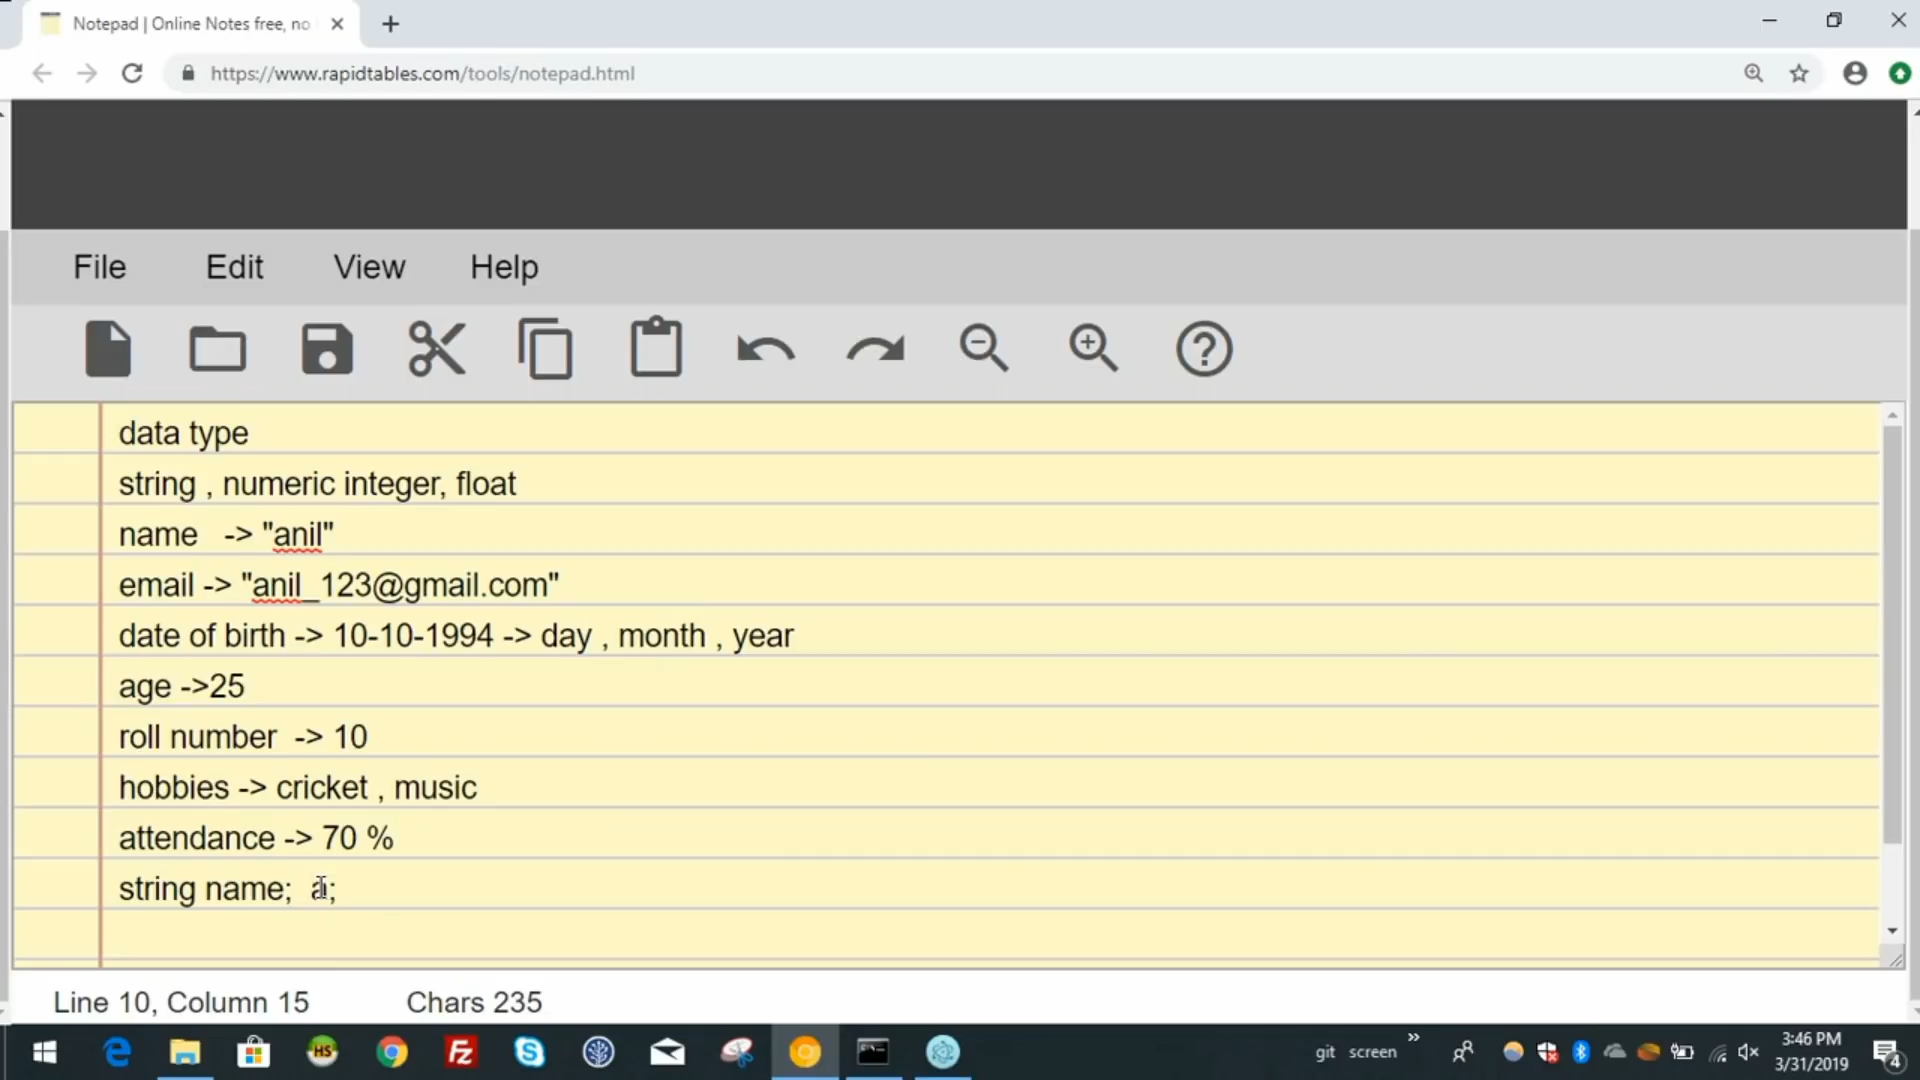 Notepad | Online Notes free, no
https://www.rapidtables.com/tools/notepad.html
File Edit View Help
data type
string , numeric integer, float
name -> "anil"
email -> "anil_123@gmail.com"
date of birth -> 10-10-1994 -> day , month , year
age ->25
roll number -> 10
hobbies -> cricket , music
attendance -> 70 %
string name; a;
Line 10, Column 15 Chars 235
HS
git screen
3:46 PM
3/31/2019
4